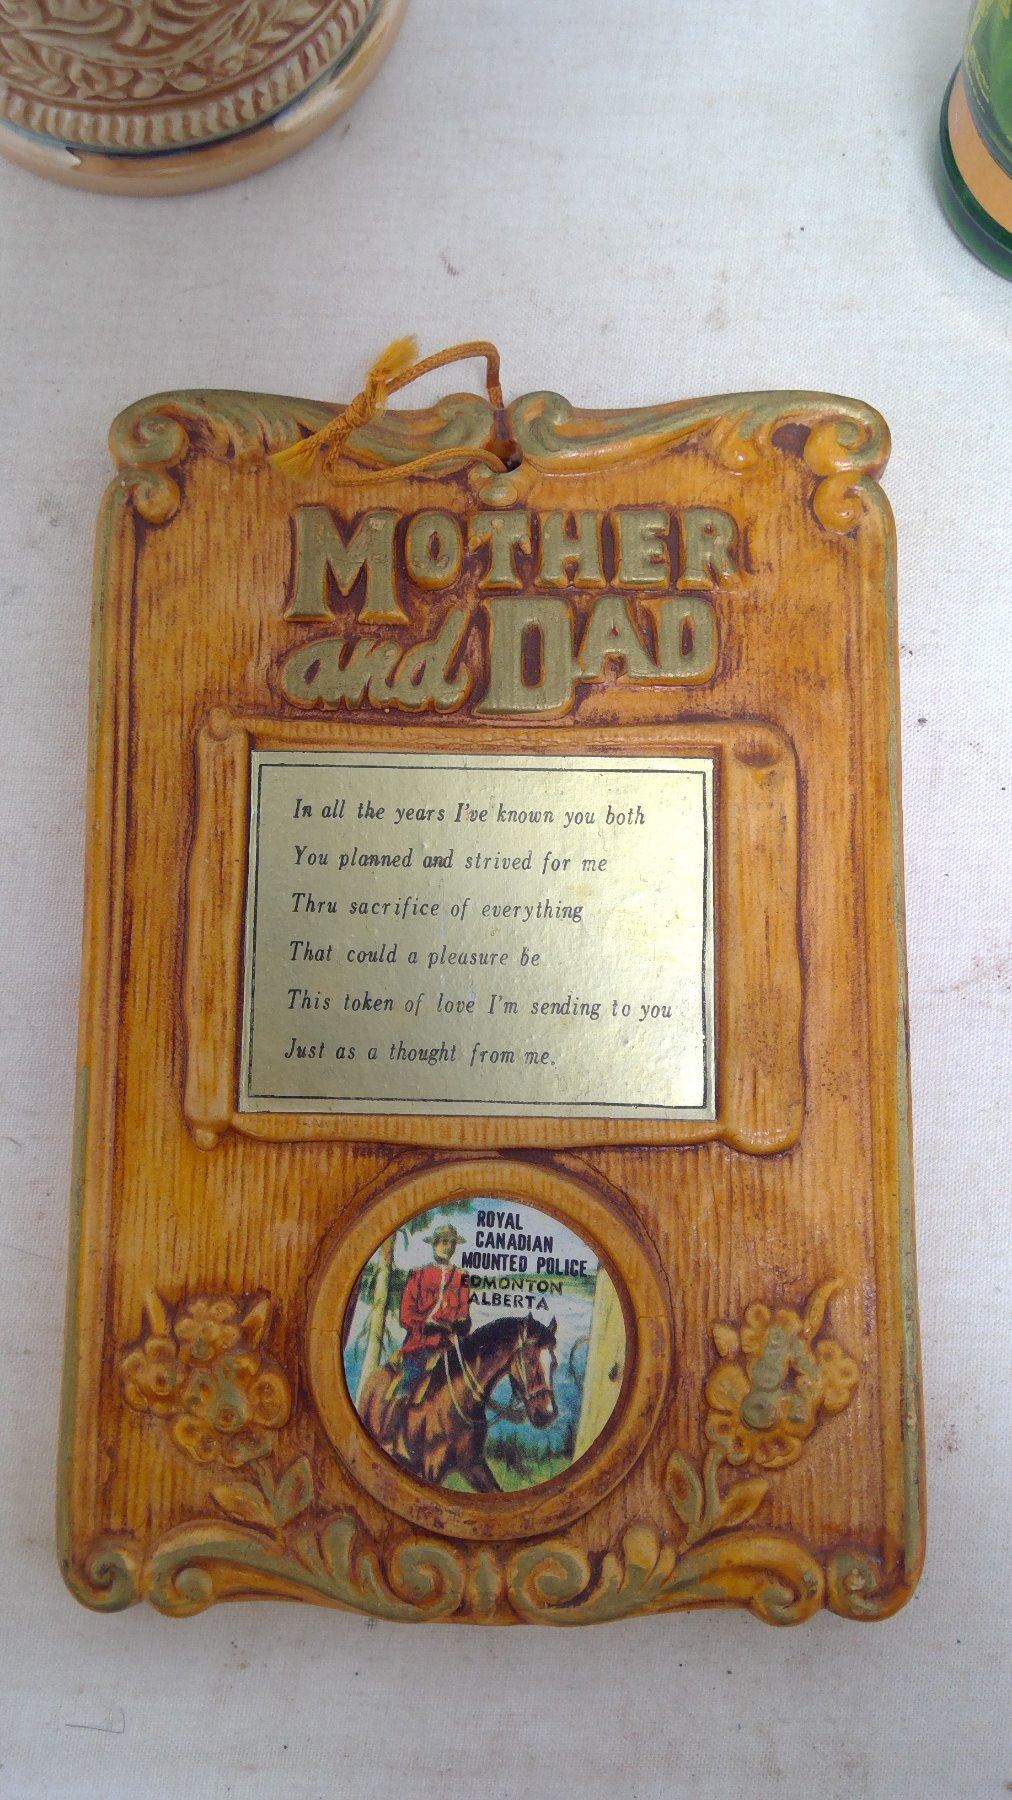 MOTHER
and DAD
In all the years I've known you both
You planned and strived for me
Thru sacrifice of everything
That could a pleasure be
This token of love I'm sending to you
Just as a thought from me.
ROYAL
CANADIAN
MOUNTED POLICE
EDMONTON
ALBERTA